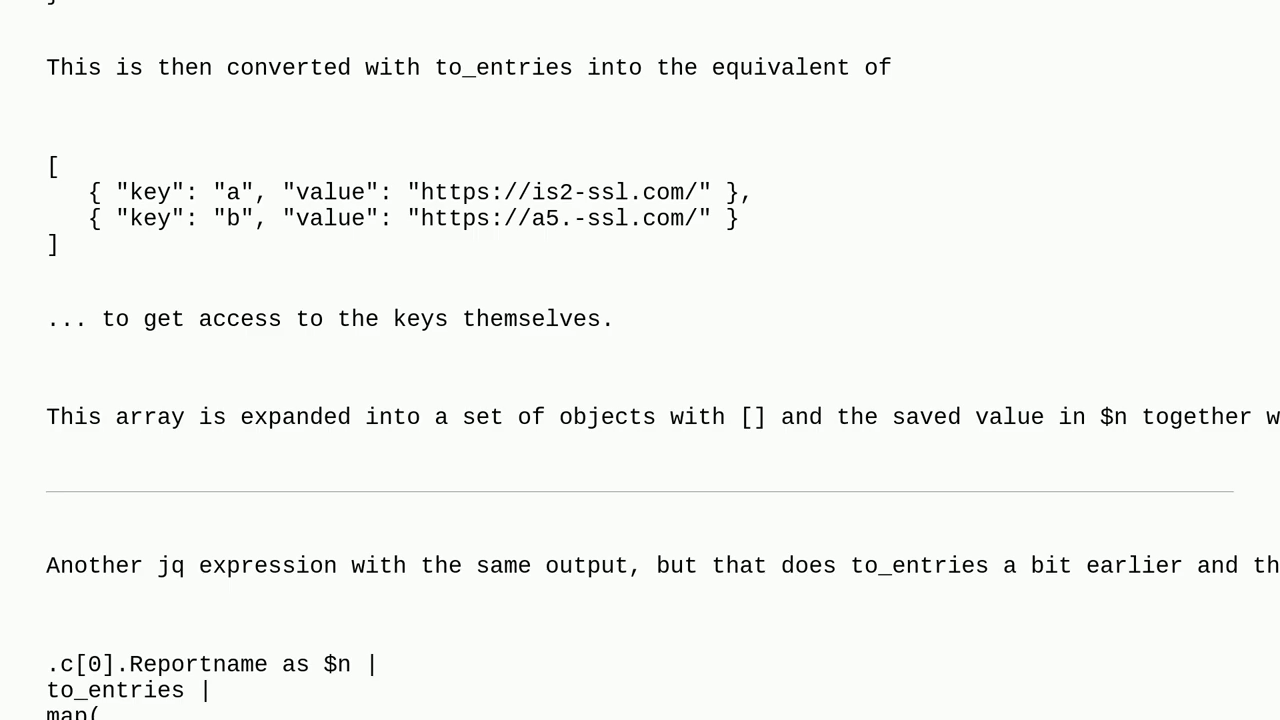 }
This is then converted with to_entries into the equivalent of
[
   { "key": "a", "value": "https://is2-ssl.com/" },
   { "key": "b", "value": "https://a5.-ssl.com/" }
]
... to get access to the keys themselves.
This array is expanded into a set of objects with [] and the saved value in $n together w
Another jq expression with the same output, but that does to_entries a bit earlier and th
.c[0].Reportname as $n |
to_entries |
map(